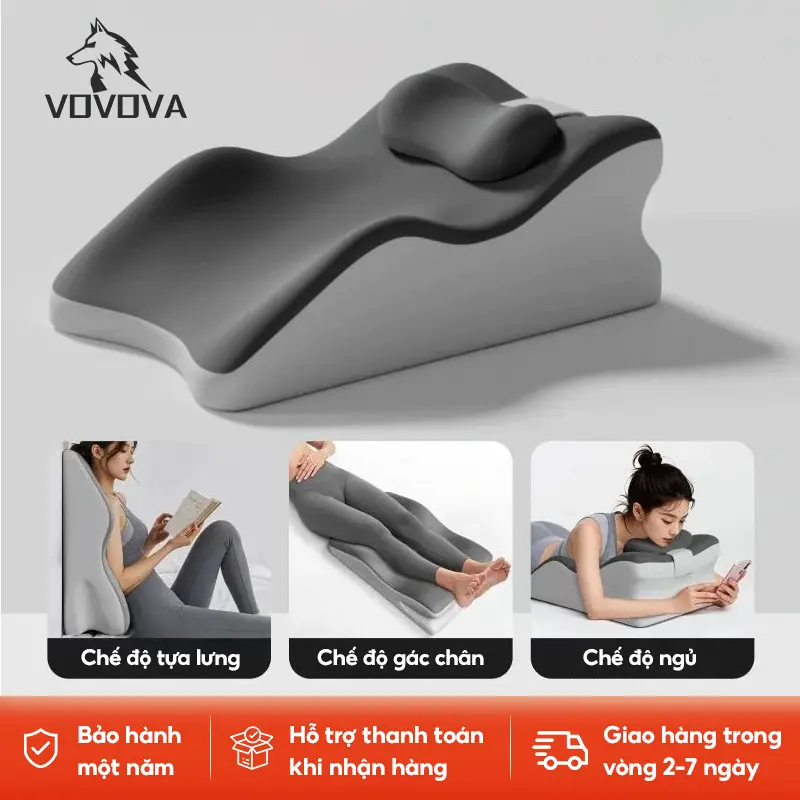 VOVOVA
Chế độ tựa lưng
Chế độ gác chân
Chế độ ngủ
Bảo hành
một năm
Hỗ trợ thanh toán
khi nhận hàng
Giao hàng trong
vòng 2-7 ngày